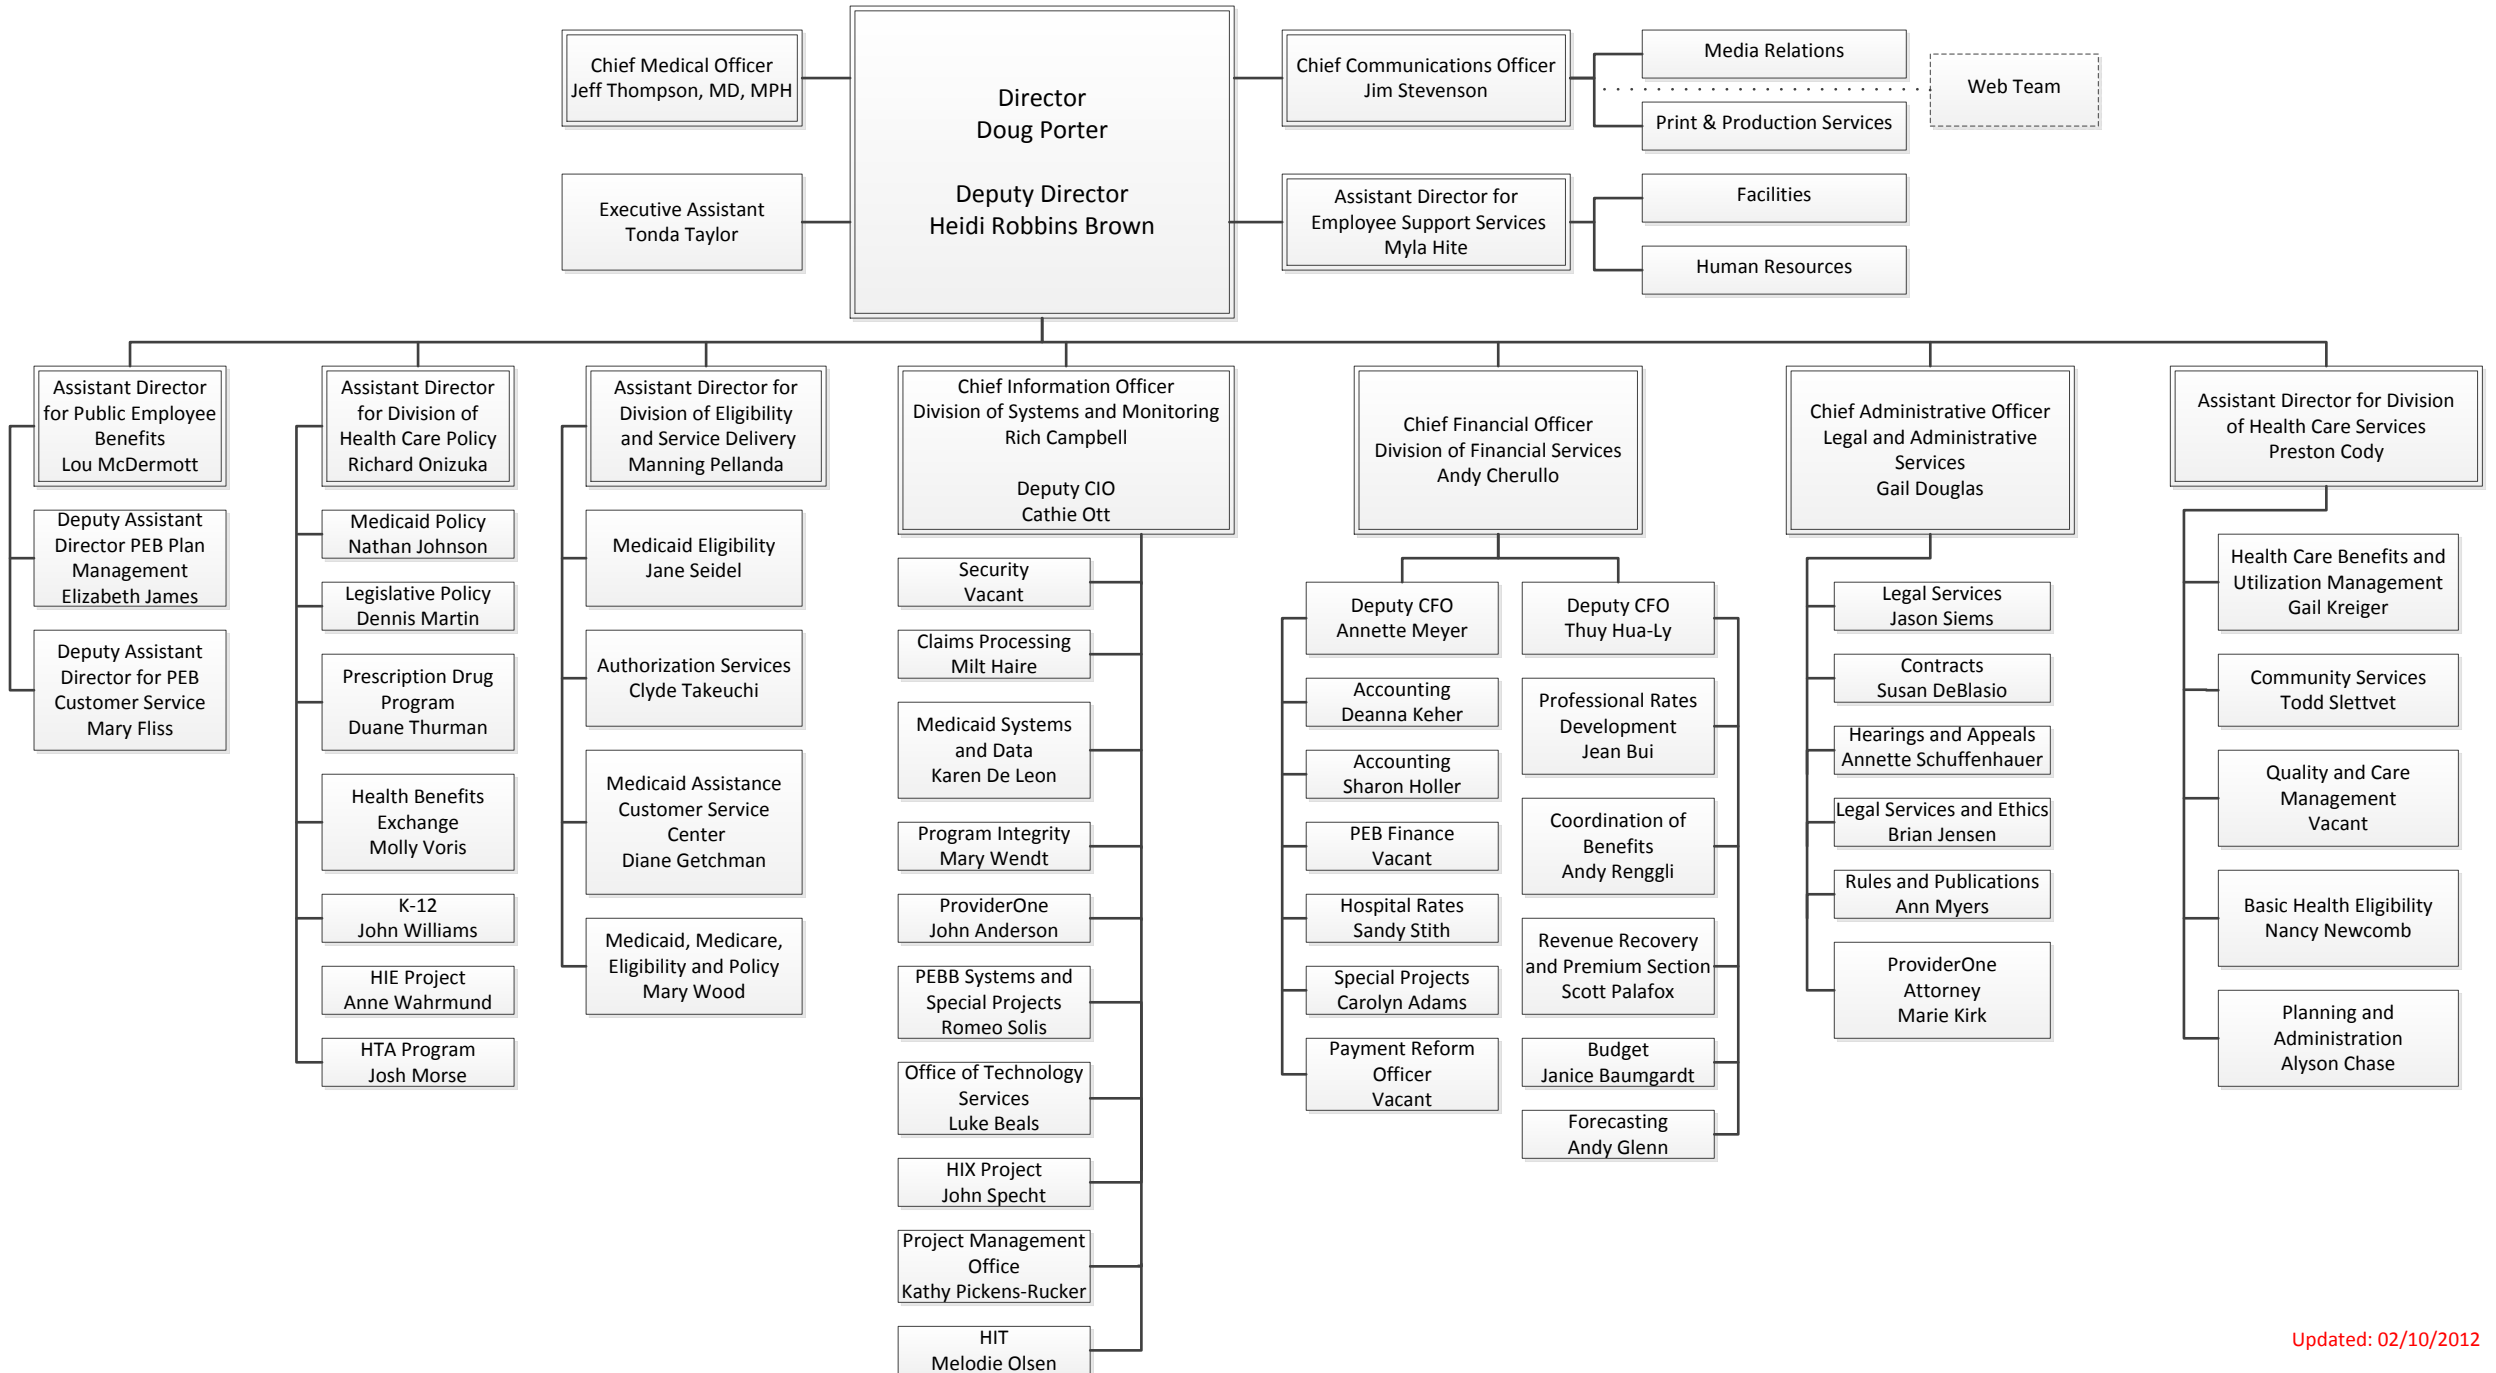 Chief Medical Officer
Jeff Thompson, MD, MPH
Executive Assistant
Tonda Taylor
Director
Doug Porter
Deputy Director
Heidi Robbins Brown
Chief Communications Officer
Jim Stevenson
Media Relations
Print & Production Services
Web Team
Assistant Director for
Employee Support Services
Myla Hite
Facilities
Human Resources
Assistant Director
for Public Employee
Benefits
Lou McDermott
Deputy Assistant
Director PEB Plan
Management
Elizabeth James
Deputy Assistant
Director for PEB
Customer Service
Mary Fliss
Assistant Director
for Division of
Health Care Policy
Richard Onizuka
Medicaid Policy
Nathan Johnson
Legislative Policy
Dennis Martin
Prescription Drug
Program
Duane Thurman
Health Benefits
Exchange
Molly Voris
K-12
John Williams
HIE Project
Anne Wahrmund
HTA Program
Josh Morse
Assistant Director for
Division of Eligibility
and Service Delivery
Manning Pellanda
Medicaid Eligibility
Jane Seidel
Authorization Services
Clyde Takeuchi
Medicaid Assistance
Customer Service
Center
Diane Getchman
Medicaid, Medicare,
Eligibility and Policy
Mary Wood
Chief Information Officer
Division of Systems and Monitoring
Rich Campbell
Deputy CIO
Cathie Ott
Security
Vacant
Claims Processing
Milt Haire
Medicaid Systems
and Data
Karen De Leon
Program Integrity
Mary Wendt
ProviderOne
John Anderson
PEBB Systems and
Special Projects
Romeo Solis
Office of Technology
Services
Luke Beals
HIX Project
John Specht
Project Management
Office
Kathy Pickens-Rucker
HIT
Melodie Olsen
Chief Financial Officer
Division of Financial Services
Andy Cherullo
Deputy CFO
Annette Meyer
Accounting
Deanna Keher
Accounting
Sharon Holler
PEB Finance
Vacant
Hospital Rates
Sandy Stith
Special Projects
Carolyn Adams
Payment Reform
Officer
Vacant
Deputy CFO
Thuy Hua-Ly
Professional Rates
Development
Jean Bui
Coordination of
Benefits
Andy Renggli
Revenue Recovery
and Premium Section
Scott Palafox
Budget
Janice Baumgardt
Forecasting
Andy Glenn
Chief Administrative Officer
Legal and Administrative
Services
Gail Douglas
Legal Services
Jason Siems
Contracts
Susan DeBlasio
Hearings and Appeals
Annette Schuffenhauer
Legal Services and Ethics
Brian Jensen
Rules and Publications
Ann Myers
ProviderOne
Attorney
Marie Kirk
Assistant Director for Division
of Health Care Services
Preston Cody
Health Care Benefits and
Utilization Management
Gail Kreiger
Community Services
Todd Slettvet
Quality and Care
Management
Vacant
Basic Health Eligibility
Nancy Newcomb
Planning and
Administration
Alyson Chase
Updated: 02/10/2012